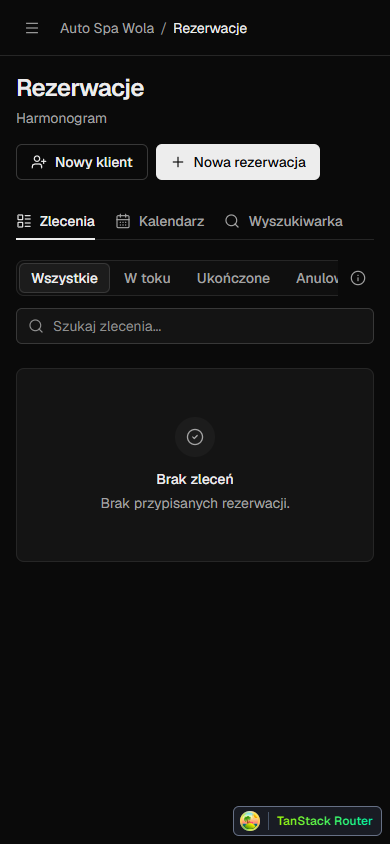 Auto Spa Wola / Rezerwacje
Rezerwacje
Harmonogram
Nowy klient
Nowa rezerwacja
Zlecenia Kalendarz Wyszukiwarka
Wszystkie W toku Ukończone Anulow
Szukaj zlecenia...
Brak zleceń
Brak przypisanych rezerwacji.
TanStack Router